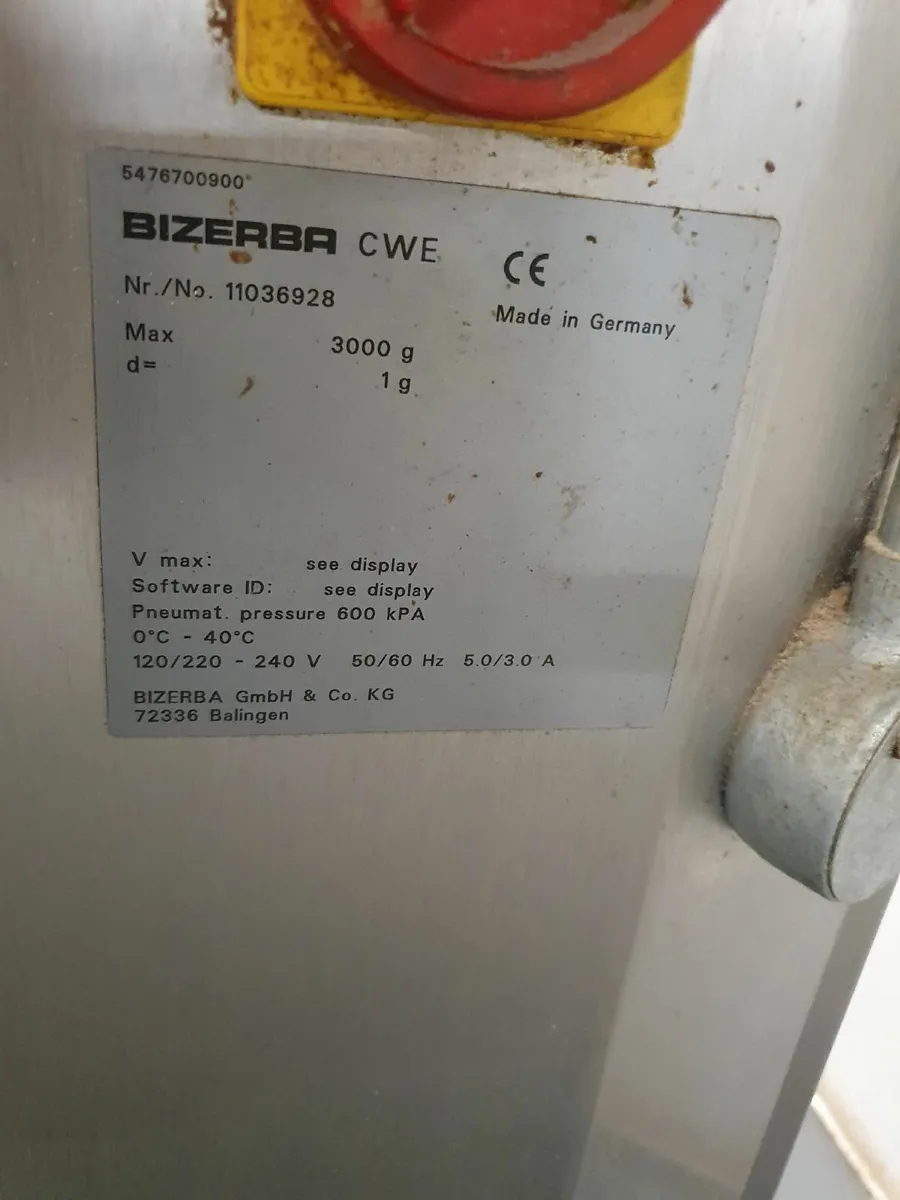 5476700900
BIZERBA CWE
CE
Nr./No. 11036928
Made in Germany
Max 3000 g
d= 1 g
V max: see display
Software ID: see display
Pneumat. pressure 600 kPA
0°C - 40°C
120/220 - 240 V 50/60 Hz 5.0/3.0 A
BIZERBA GmbH & Co. KG
72336 Balingen